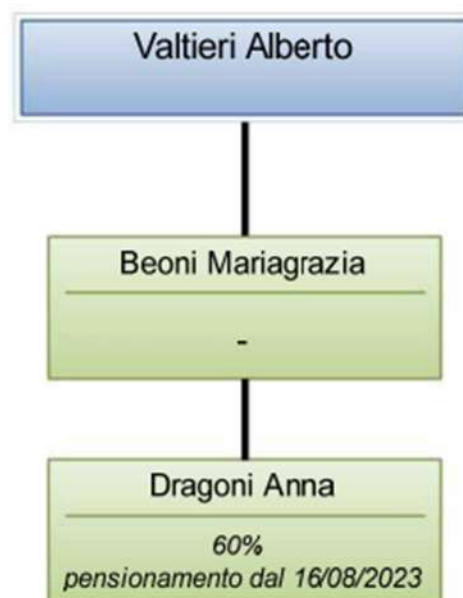 Valtieri Alberto
Beoni Mariagrazia
-
Dragoni Anna
60%
pensionamento dal 16/08/2023